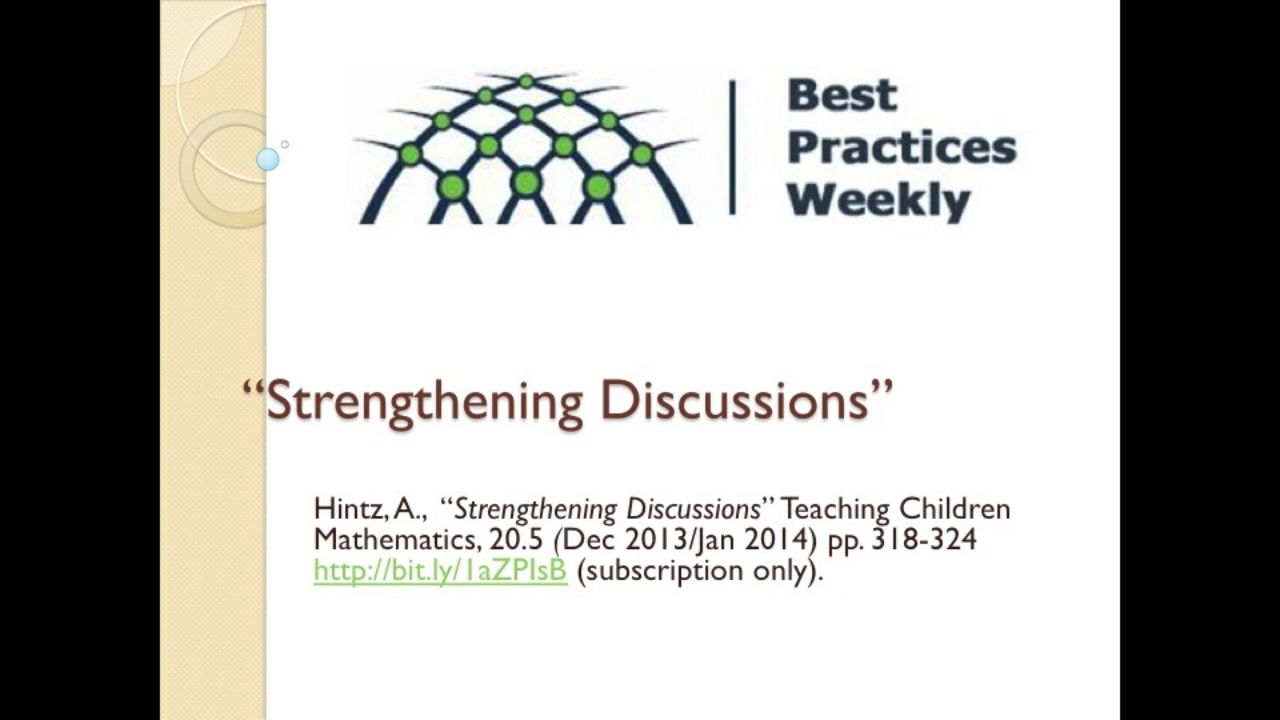 Best
Practices
Weekly
“Strengthening Discussions”
Hintz, A., “Strengthening Discussions” Teaching Children
Mathematics, 20.5 (Dec 2013/Jan 2014) pp. 318-324
http://bit.ly/1aZPIsB (subscription only).